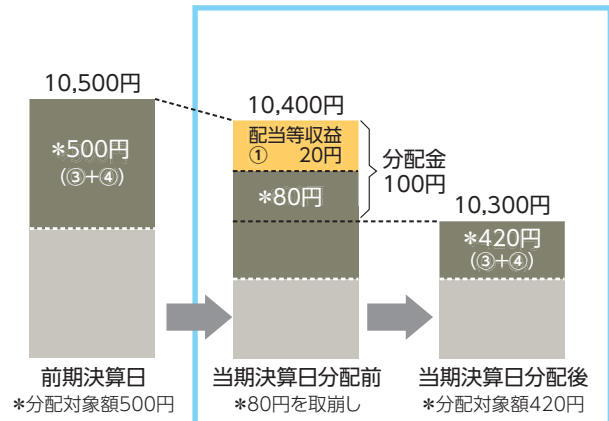 10,500円
*500円
(③+④)
前期決算日
*分配対象額500円
10,400円
配当等収益
① 20円
*80円
分配金
100円
当期決算日分配前
*80円を取崩し
10,300円
*420円
(③+④)
当期決算日分配後
*分配対象額420円